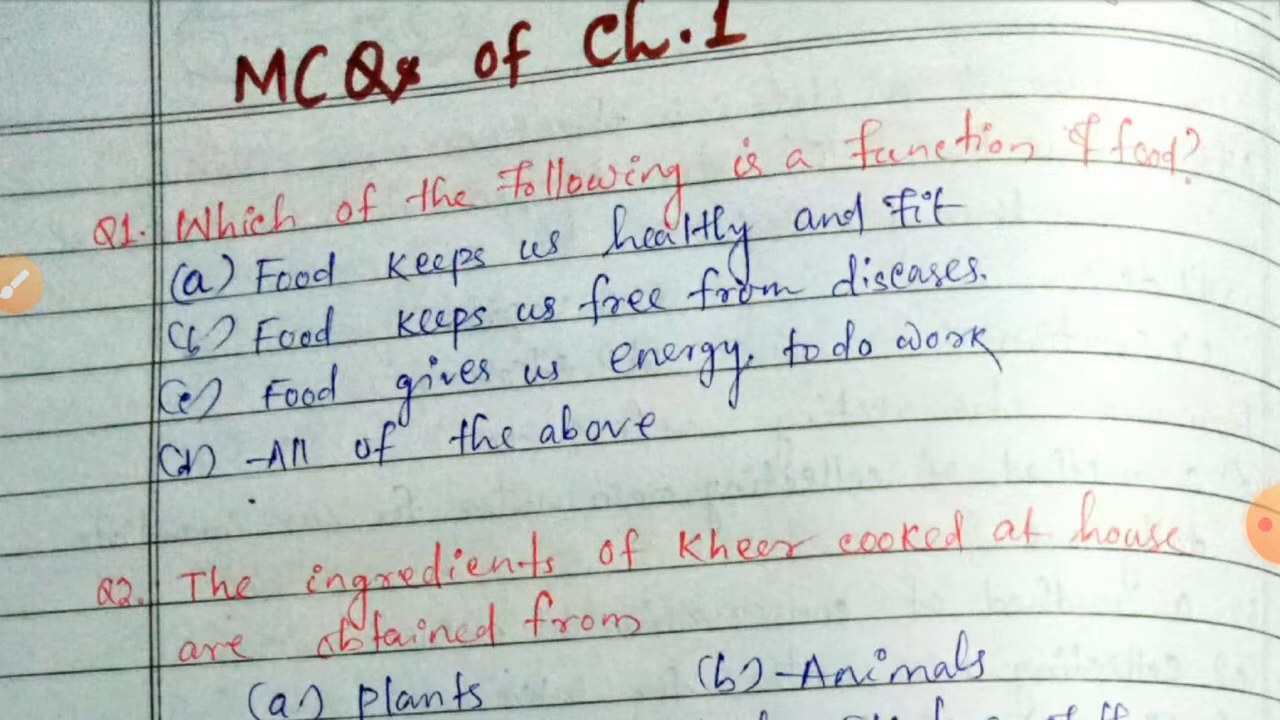 MCQs of Ch.1
Q1. Which of the following is a function of food?
(a) Food keeps us healthy and fit
(b) Food keeps us free from diseases.
(c) Food gives us energy. to do work
(d) All of the above
Q2. The ingredients of Kheer cooked at house
are obtained from
(a) plants (b) Animals